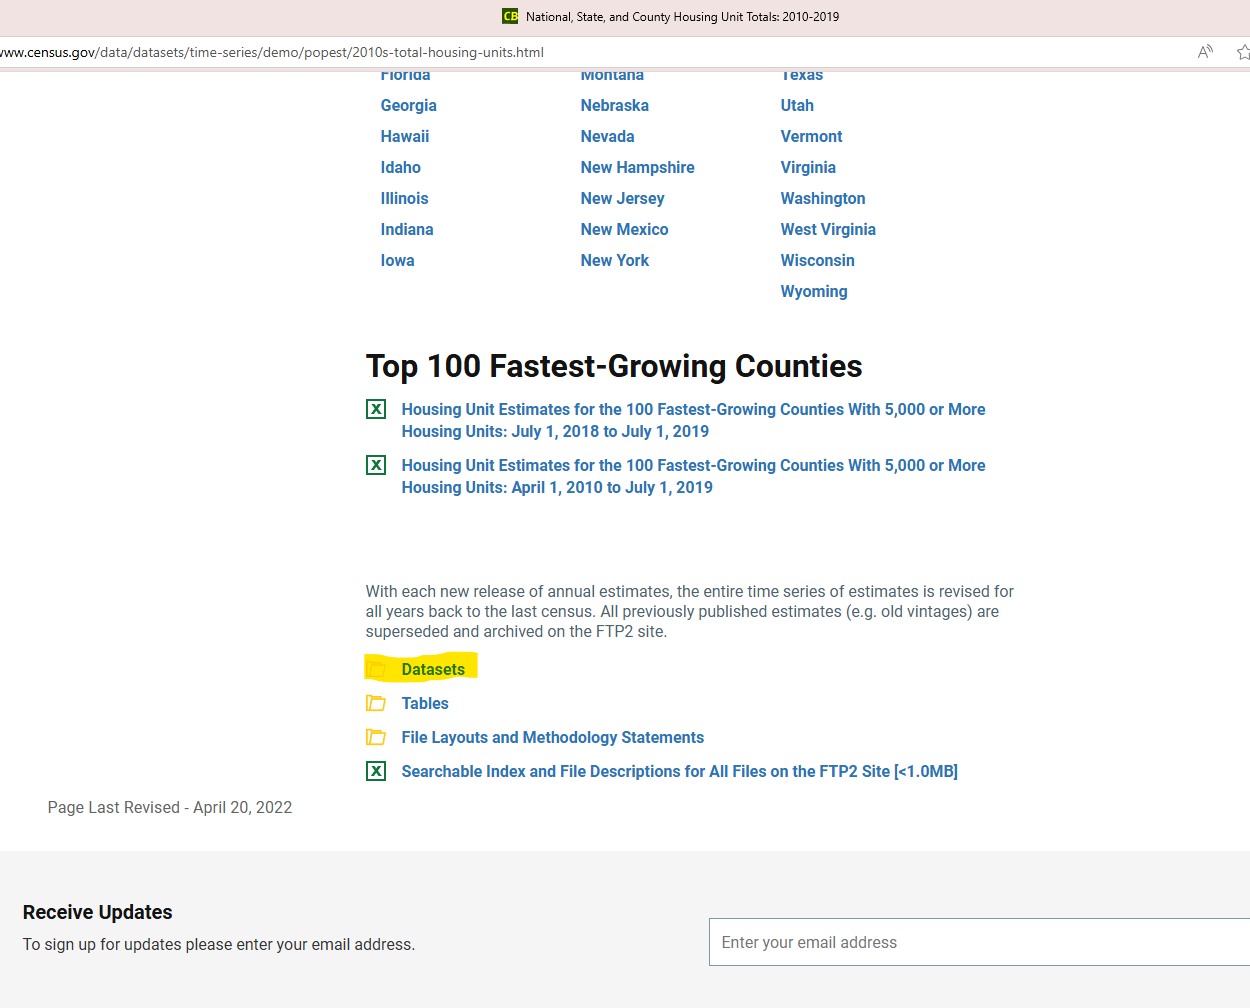 CB National, State, and County Housing Unit Totals: 2010-2019
www.census.gov/data/datasets/time-series/demo/popest/2010s-total-housing-units.html
Florida
Georgia
Hawaii
Idaho
Illinois
Indiana
Iowa
Montana
Nebraska
Nevada
New Hampshire
New Jersey
New Mexico
New York
Texas
Utah
Vermont
Virginia
Washington
West Virginia
Wisconsin
Wyoming
Top 100 Fastest-Growing Counties
Housing Unit Estimates for the 100 Fastest-Growing Counties With 5,000 or More
Housing Units: July 1, 2018 to July 1, 2019
Housing Unit Estimates for the 100 Fastest-Growing Counties With 5,000 or More
Housing Units: April 1, 2010 to July 1, 2019
With each new release of annual estimates, the entire time series of estimates is revised for
all years back to the last census. All previously published estimates (e.g. old vintages) are
superseded and archived on the FTP2 site.
Datasets
Tables
File Layouts and Methodology Statements
Searchable Index and File Descriptions for All Files on the FTP2 Site [<1.0MB]
Page Last Revised - April 20, 2022
Receive Updates
To sign up for updates please enter your email address.
Enter your email address